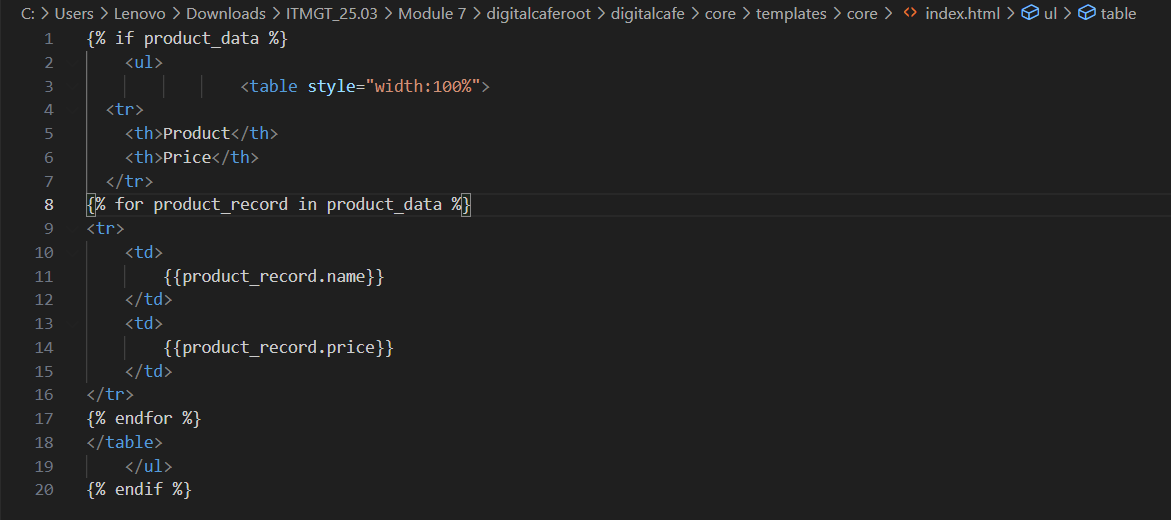 C: > Users > Lenovo > Downloads > ITMGT_25.03 > Module 7 > digitalcaferoot > digitalcafe > core > templates > core > <> index.html > ul > table
1 {% if product_data %}
2     <ul>
3                 <table style="width:100%">
4   <tr>
5     <th>Product</th>
6     <th>Price</th>
7   </tr>
8 {% for product_record in product_data %}
9 <tr>
10     <td>
11         {{product_record.name}}
12     </td>
13     <td>
14         {{product_record.price}}
15     </td>
16 </tr>
17 {% endfor %}
18 </table>
19     </ul>
20 {% endif %}